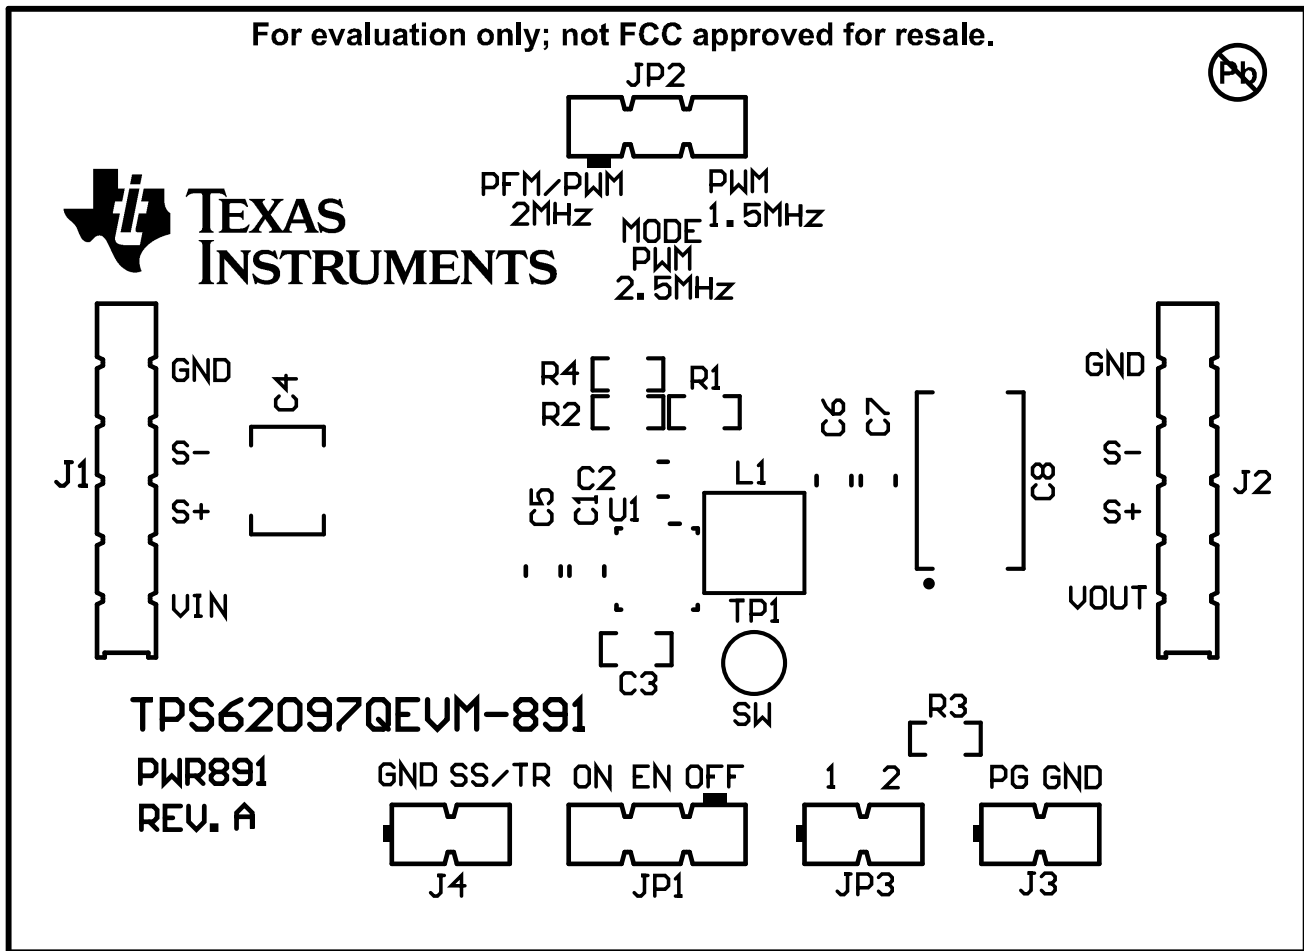 For evaluation only; not FCC approved for resale.
Pb
JP2
PFM/PWM
2MHz
PWM
1.5MHz
MODE
PWM
2.5MHz
TEXAS
INSTRUMENTS
J1
GND
S-
S+
VIN
C4
R4
R2
R1
C6
C7
C8
L1
C2
C5
C1
U1
TP1
SW
C3
GND
S-
S+
VOUT
J2
TPS62097QEVM-891
PWR891
REV. A
R3
GND SS/TR
ON EN OFF
1 2
PG GND
J4
JP1
JP3
J3